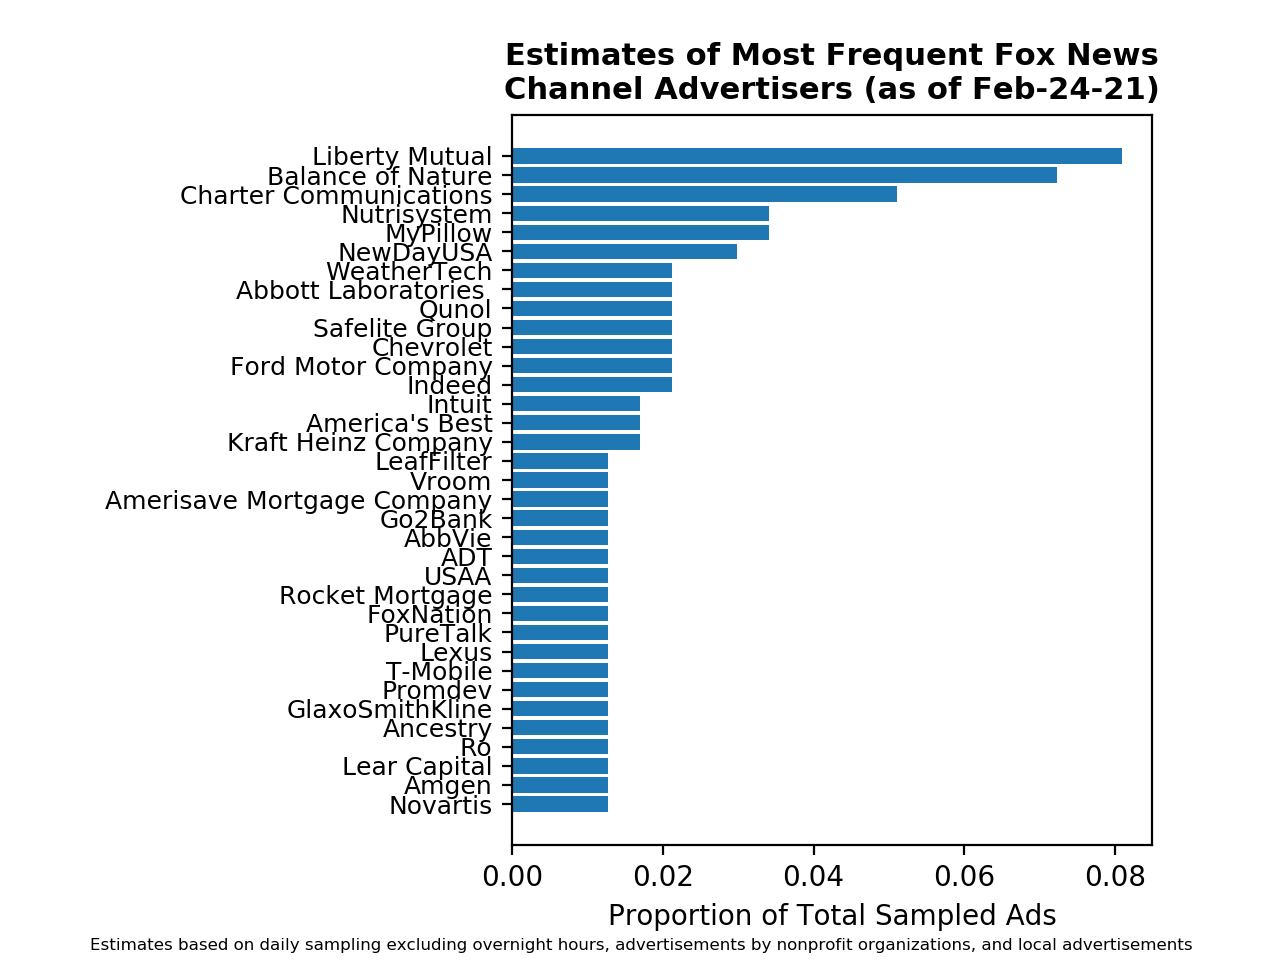 Estimates of Most Frequent Fox News
Channel Advertisers (as of Feb-24-21)
Liberty Mutual
Balance of Nature
Charter Communications
Nutrisystem
MyPillow
NewDayUSA
WeatherTech
Abbott Laboratories
Qunol
Safelite Group
Chevrolet
Ford Motor Company
Indeed
Intuit
America's Best
Kraft Heinz Company
LeafFilter
Vroom
Amerisave Mortgage Company
Go2Bank
AbbVie
ADT
USAA
Rocket Mortgage
FoxNation
PureTalk
Lexus
T-Mobile
Promdev
GlaxoSmithKline
Ancestry
Ro
Lear Capital
Amgen
Novartis
0.00 0.02 0.04 0.06 0.08
Proportion of Total Sampled Ads
Estimates based on daily sampling excluding overnight hours, advertisements by nonprofit organizations, and local advertisements